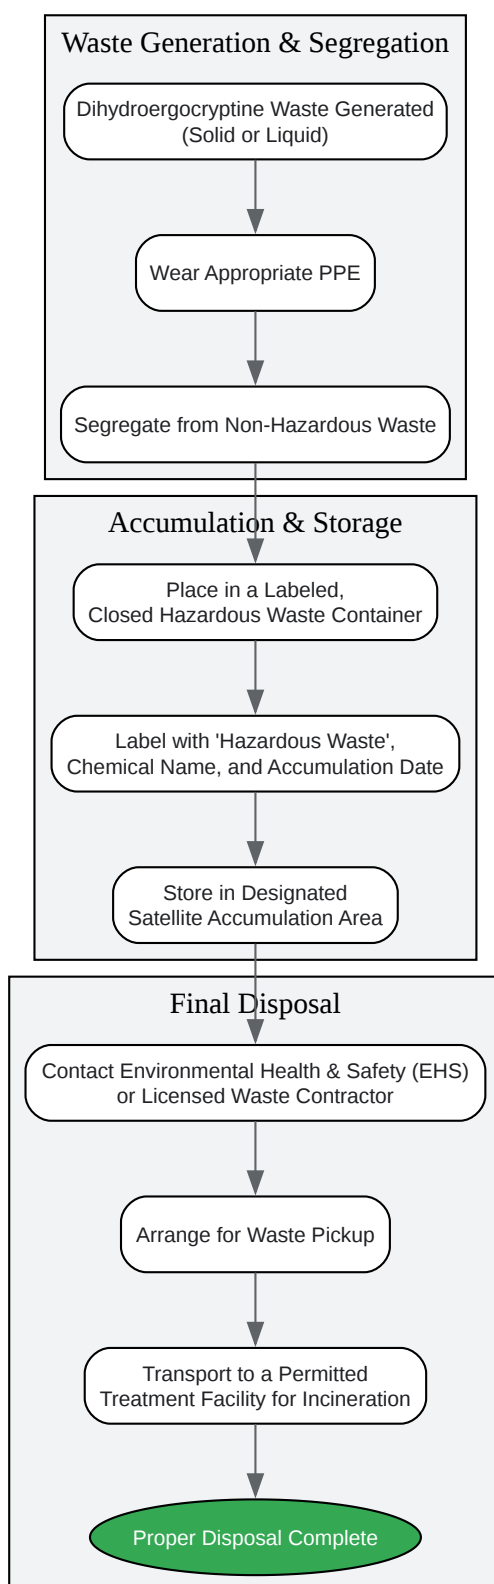 Waste Generation & Segregation
Dihydroergocryptine Waste Generated
(Solid or Liquid)
Wear Appropriate PPE
Segregate from Non-Hazardous Waste
Accumulation & Storage
Place in a Labeled,
Closed Hazardous Waste Container
Label with 'Hazardous Waste',
Chemical Name, and Accumulation Date
Store in Designated
Satellite Accumulation Area
Final Disposal
Contact Environmental Health & Safety (EHS)
or Licensed Waste Contractor
Arrange for Waste Pickup
Transport to a Permitted
Treatment Facility for Incineration
Proper Disposal Complete